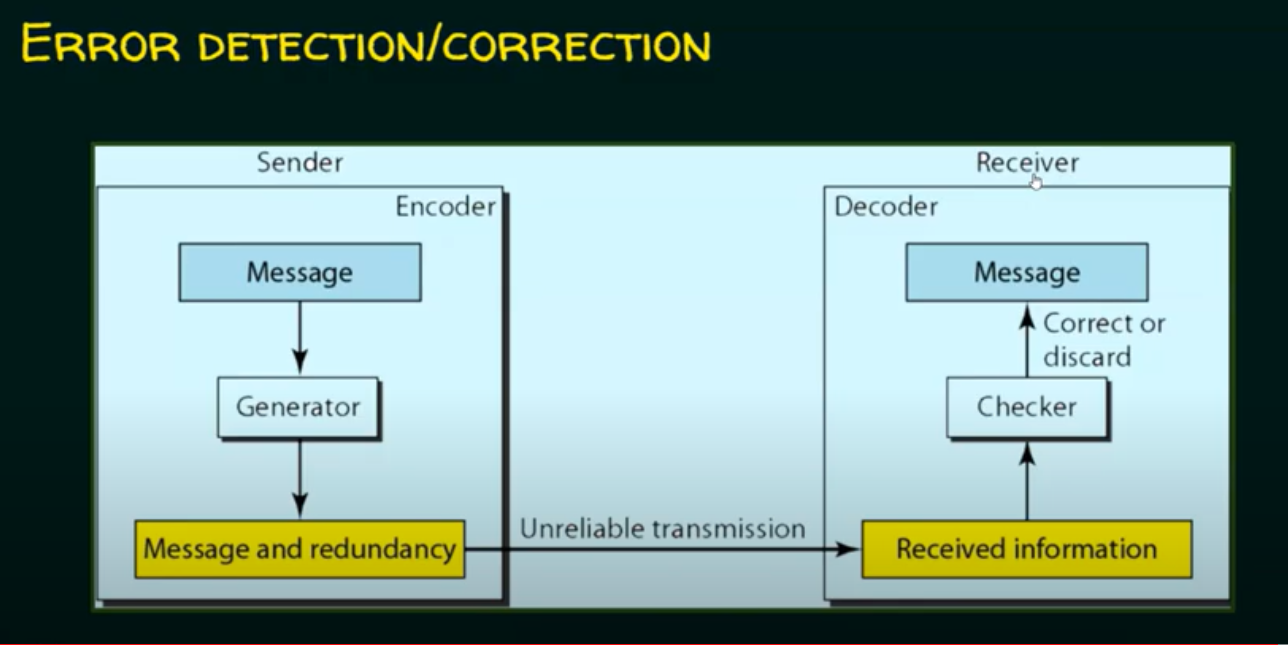 ERROR DETECTION/CORRECTION
Sender
Encoder
Message
Generator
Message and redundancy
Unreliable transmission
Receiver
Decoder
Message
Correct or
discard
Checker
Received information